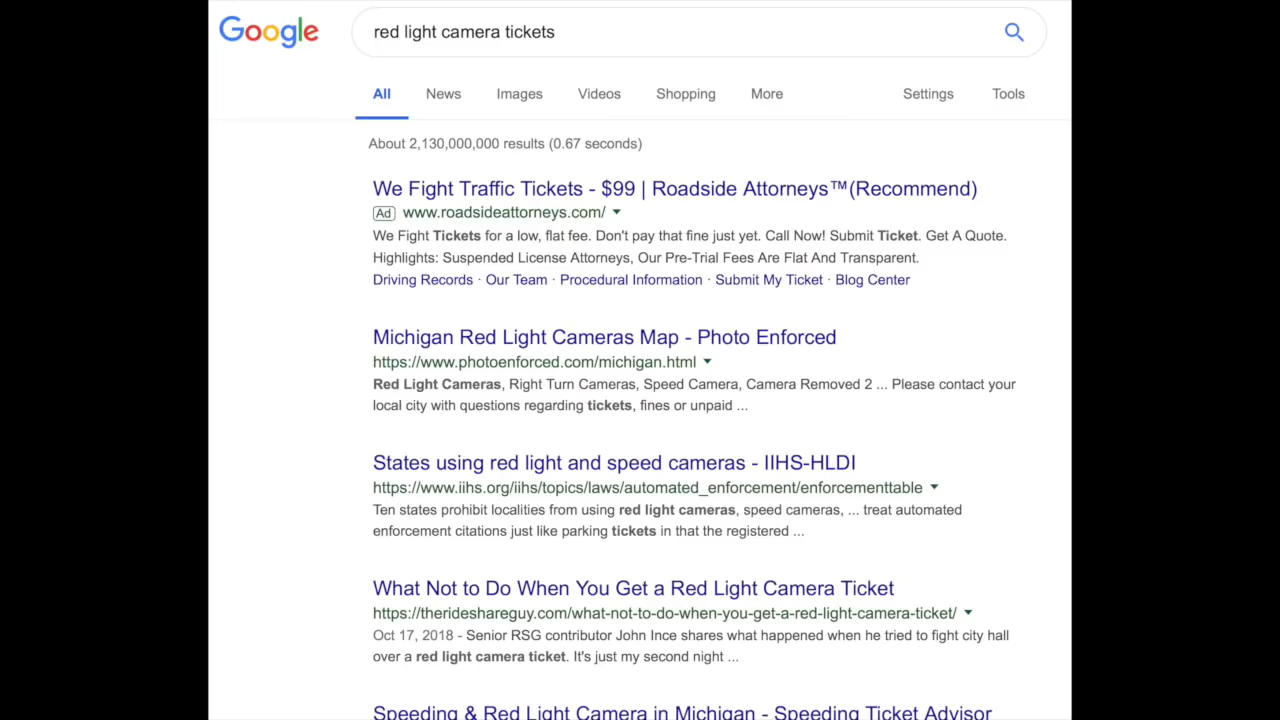 Google
red light camera tickets
All News Images Videos Shopping More Settings Tools
About 2,130,000,000 results (0.67 seconds)
We Fight Traffic Tickets - $99 | Roadside Attorneys™(Recommend)
Ad www.roadsideattorneys.com/
We Fight Tickets for a low, flat fee. Don't pay that fine just yet. Call Now! Submit Ticket. Get A Quote.
Highlights: Suspended License Attorneys, Our Pre-Trial Fees Are Flat And Transparent.
Driving Records · Our Team · Procedural Information · Submit My Ticket · Blog Center
Michigan Red Light Cameras Map - Photo Enforced
https://www.photoenforced.com/michigan.html
Red Light Cameras, Right Turn Cameras, Speed Camera, Camera Removed 2 ... Please contact your
local city with questions regarding tickets, fines or unpaid ...
States using red light and speed cameras - IIHS-HLDI
https://www.iihs.org/iihs/topics/laws/automated_enforcement/enforcementtable
Ten states prohibit localities from using red light cameras, speed cameras, ... treat automated
enforcement citations just like parking tickets in that the registered ...
What Not to Do When You Get a Red Light Camera Ticket
https://therideshareguy.com/what-not-to-do-when-you-get-a-red-light-camera-ticket/
Oct 17, 2018 - Senior RSG contributor John Ince shares what happened when he tried to fight city hall
over a red light camera ticket. It's just my second night ...
Speeding & Red Light Camera in Michigan - Speeding Ticket Advisor